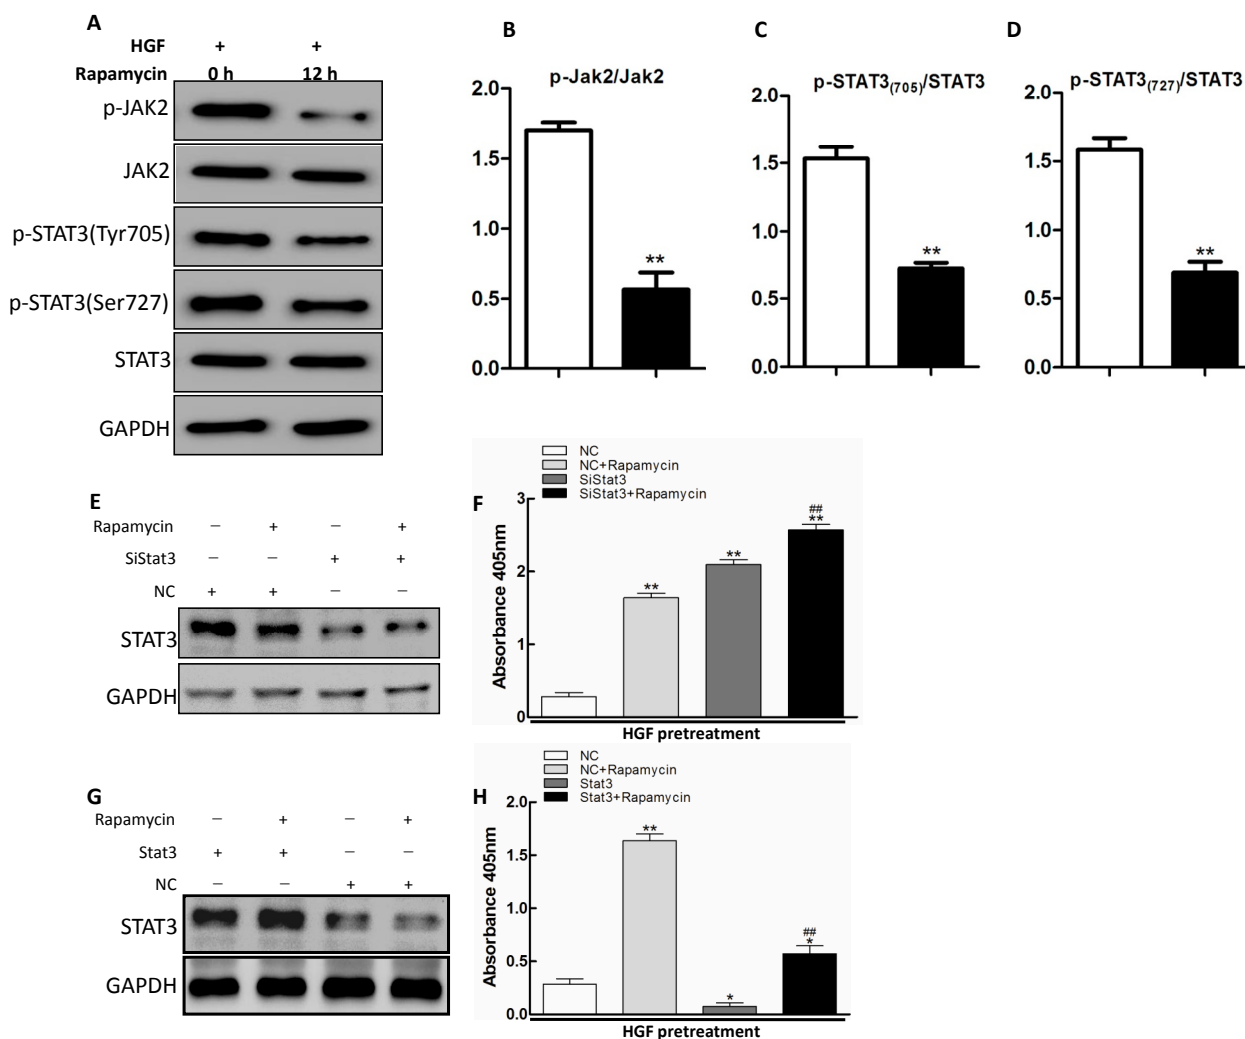 A
HGF + +
Rapamycin 0 h 12 h
p-JAK2
JAK2
p-STAT3(Tyr705)
p-STAT3(Ser727)
STAT3
GAPDH
B
p-Jak2/Jak2
2.0
1.5
1.0
0.5
0.0
**
C
p-STAT3(705)/STAT3
2.0
1.5
1.0
0.5
0.0
**
D
p-STAT3(727)/STAT3
2.0
1.5
1.0
0.5
0.0
**
E
Rapamycin − + − +
SiStat3 − − + +
NC + + − −
STAT3
GAPDH
F
NC
NC+Rapamycin
SiStat3
SiStat3+Rapamycin
Absorbance 405nm
3
2
1
0
**
**
##
**
HGF pretreatment
G
Rapamycin − + − +
Stat3 + + − −
NC − − + +
STAT3
GAPDH
H
NC
NC+Rapamycin
Stat3
Stat3+Rapamycin
Absorbance 405nm
2.0
1.5
1.0
0.5
0.0
**
*
##
*
HGF pretreatment